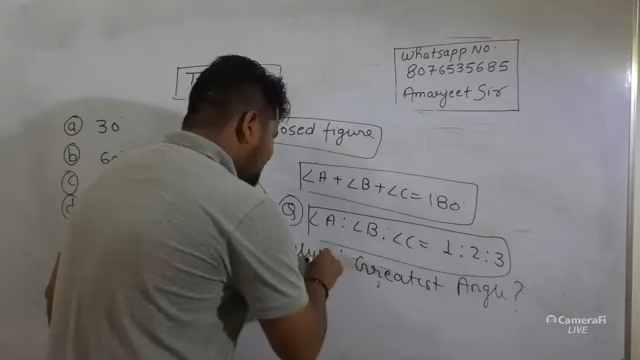 Whatsapp No.
8076535685
Amarjeet Sir
T
osed figure
(a) 30°
(b) 60°
(c)
(d)
∠A + ∠B + ∠C = 180°
Q ∠A : ∠B : ∠C = 1 : 2 : 3
Greatest Angle ?
CameraFi
LIVE